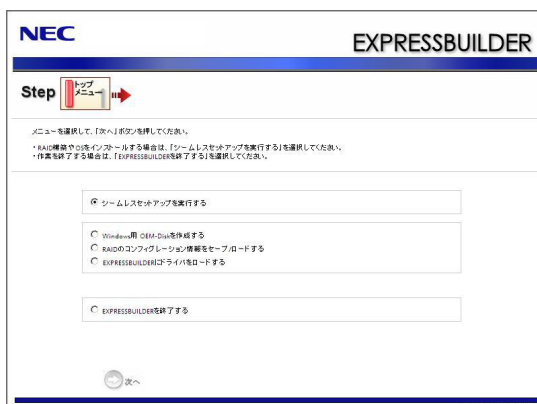 NEC
EXPRESSBUILDER
Step
トップ
メニュー
メニューを選択して、「次へ」ボタンを押してください。
・RAID構築やOSをインストールする場合は、「シームレスセットアップを実行する」を選択してください。
・作業を終了する場合は、「EXPRESSBUILDERを終了する」を選択してください。
シームレスセットアップを実行する
Windows用 OEM-Diskを作成する
RAIDのコンフィグレーション情報をセーブ/ロードする
EXPRESSBUILDERにドライバをロードする
EXPRESSBUILDERを終了する
次へ